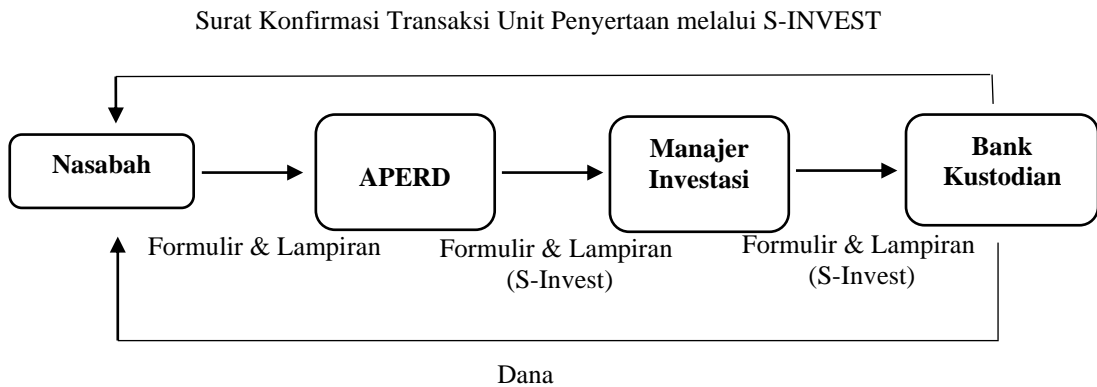 Surat Konfirmasi Transaksi Unit Penyertaan melalui S-INVEST
Nasabah
APERD
Manajer
Investasi
Bank
Kustodian
Formulir & Lampiran
Formulir & Lampiran
(S-Invest)
Formulir & Lampiran
(S-Invest)
Dana